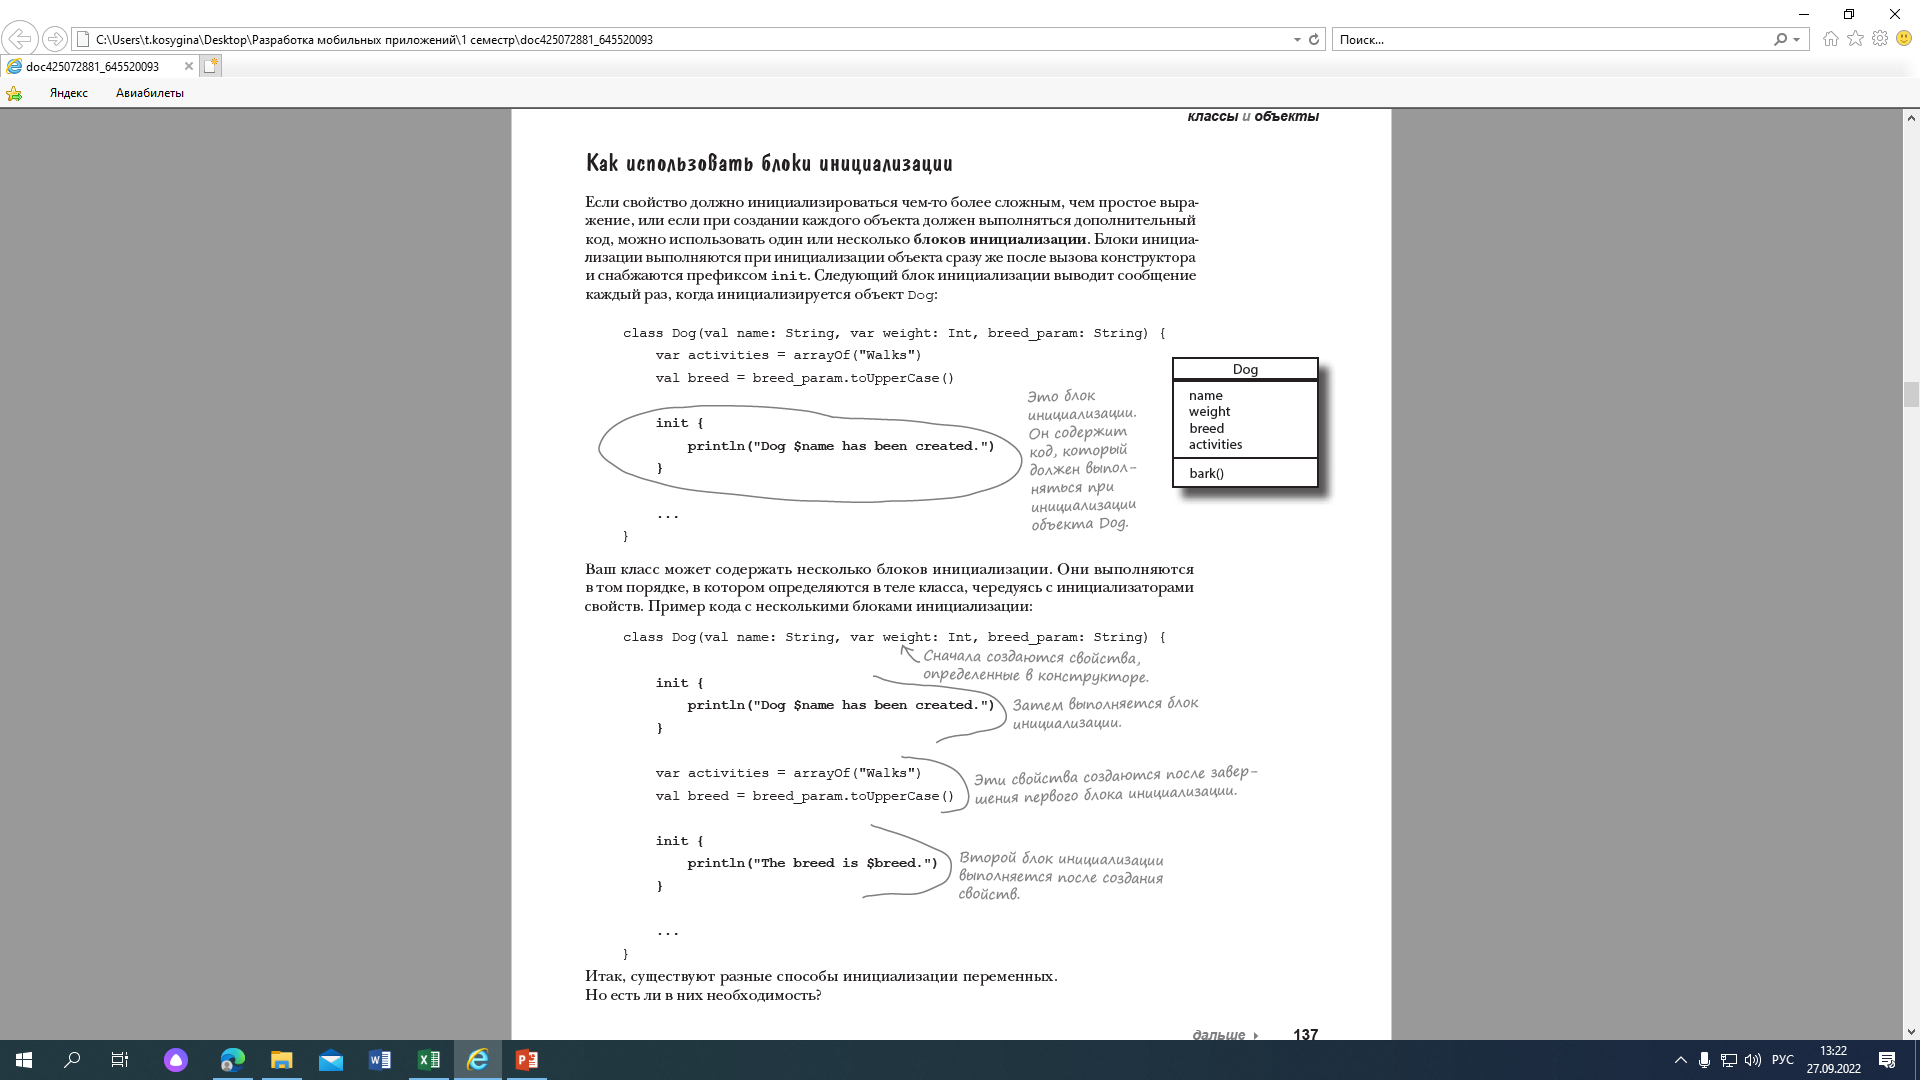 C:\Users\t.kosygina\Desktop\Разработка мобильных приложений\1 семестр\doc425072881_645520093
Поиск...
doc425072881_645520093
Яндекс
Авиабилеты
классы и объекты
Как использовать блоки инициализации
Если свойство должно инициализироваться чем-то более сложным, чем простое выра-
жение, или если при создании каждого объекта должен выполняться дополнительный
код, можно использовать один или несколько блоков инициализации. Блоки инициа-
лизации выполняются при инициализации объекта сразу же после вызова конструктора
и снабжаются префиксом init. Следующий блок инициализации выводит сообщение
каждый раз, когда инициализируется объект Dog:
class Dog(val name: String, var weight: Int, breed_param: String) {
var activities = arrayOf("Walks")
val breed = breed_param.toUpperCase()
init {
println("Dog $name has been created.")
}
...
}
Это блок
инициализации.
Он содержит
код, который
должен выпол-
няться при
инициализации
объекта Dog.
Dog
name
weight
breed
activities
bark()
Ваш класс может содержать несколько блоков инициализации. Они выполняются
в том порядке, в котором определяются в теле класса, чередуясь с инициализаторами
свойств. Пример кода с несколькими блоками инициализации:
class Dog(val name: String, var weight: Int, breed_param: String) {
Сначала создаются свойства,
определенные в конструкторе.
init {
println("Dog $name has been created.")
}
Затем выполняется блок
инициализации.
var activities = arrayOf("Walks")
val breed = breed_param.toUpperCase()
Эти свойства создаются после завер-
шения первого блока инициализации.
init {
println("The breed is $breed.")
}
Второй блок инициализации
выполняется после создания
свойств.
...
}
Итак, существуют разные способы инициализации переменных.
Но есть ли в них необходимость?
дальше
137
РУС
13:22
27.09.2022